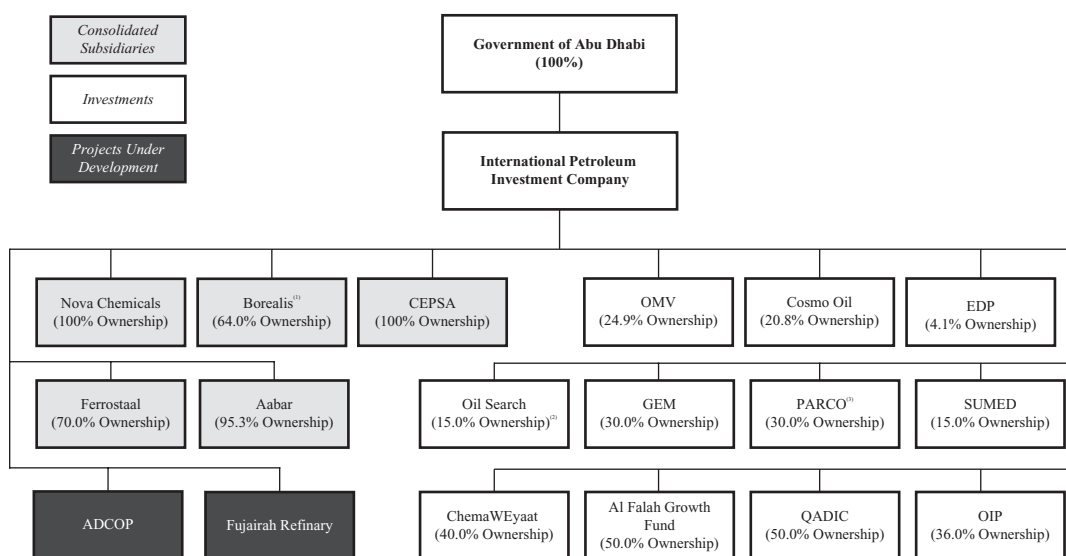 Consolidated
Subsidiaries
Investments
Projects Under
Development
Government of Abu Dhabi
(100%)
International Petroleum
Investment Company
Nova Chemicals
(100% Ownership)
Borealis(1)
(64.0% Ownership)
CEPSA
(100% Ownership)
OMV
(24.9% Ownership)
Cosmo Oil
(20.8% Ownership)
EDP
(4.1% Ownership)
Ferrostaal
(70.0% Ownership)
Aabar
(95.3% Ownership)
Oil Search
(15.0% Ownership)(2)
GEM
(30.0% Ownership)
PARCO(3)
(30.0% Ownership)
SUMED
(15.0% Ownership)
ADCOP
Fujairah Refinary
ChemaWEyaat
(40.0% Ownership)
Al Falah Growth
Fund
(50.0% Ownership)
QADIC
(50.0% Ownership)
OIP
(36.0% Ownership)